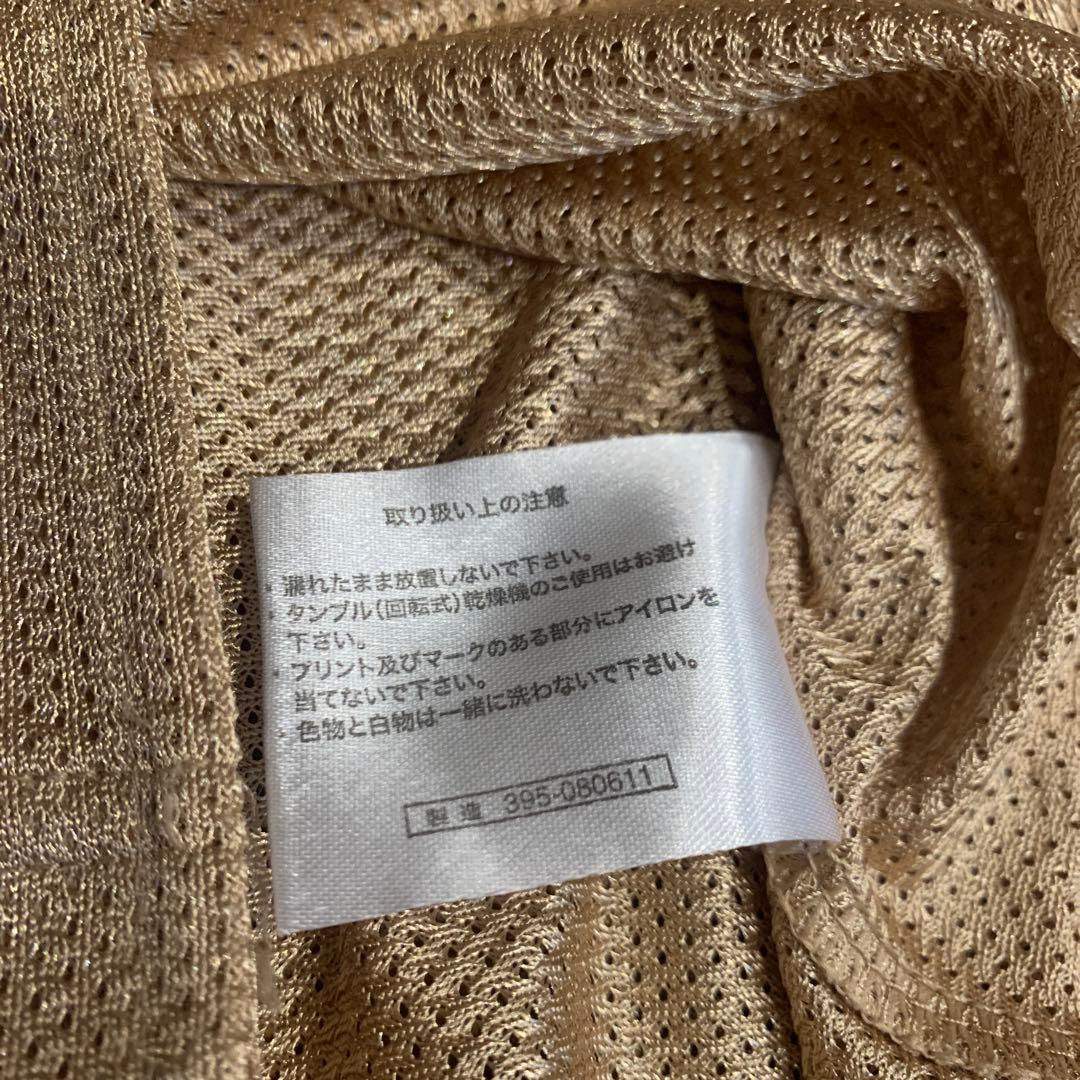 取り扱い上の注意
・濡れたまま放置しないで下さい。
・タンブル(回転式)乾燥機のご使用はお避け
下さい。
・プリント及びマークのある部分にアイロンを
当てないで下さい。
・色物と白物は一緒に洗わないで下さい。
製造 395-080611